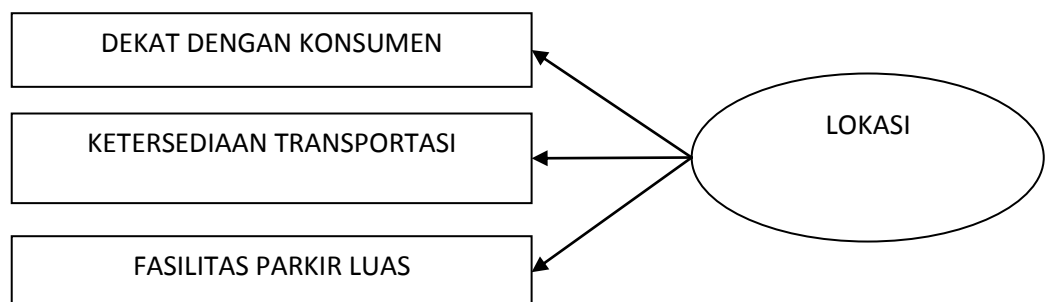 DEKAT DENGAN KONSUMEN
KETERSEDIAAN TRANSPORTASI
LOKASI
FASILITAS PARKIR LUAS